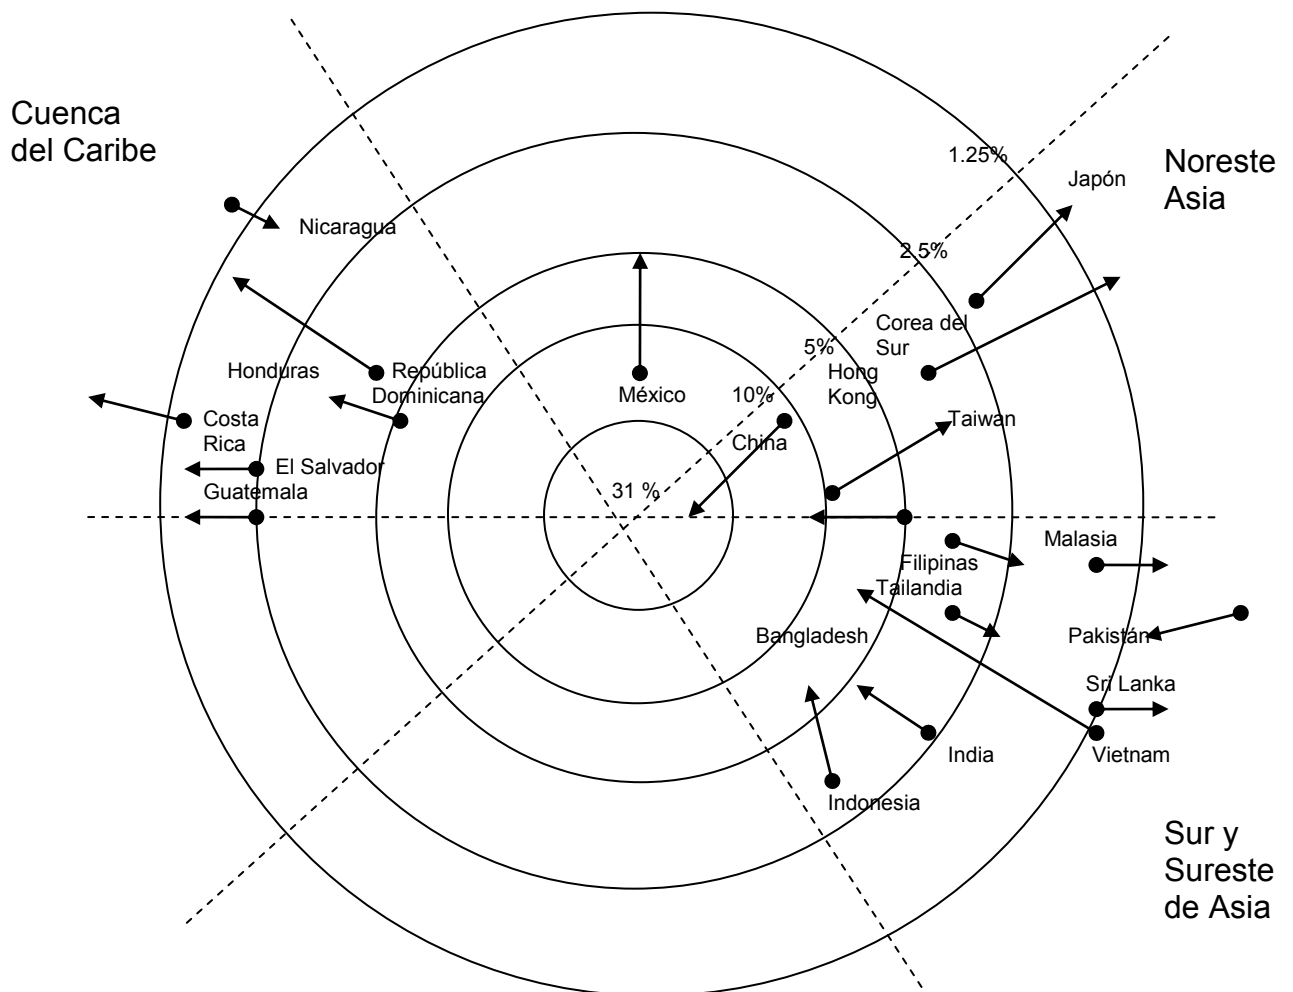 Cuenca
del Caribe
1.25%
Noreste
Asia
Japón
Nicaragua
2.5%
Corea del
Sur
5%
Honduras
República
Dominicana
Hong
Kong
México
10%
Costa
Rica
Taiwan
China
El Salvador
Guatemala
31 %
Malasia
Filipinas
Tailandia
Bangladesh
Pakistán
Sri Lanka
India
Vietnam
Indonesia
Sur y
Sureste
de Asia